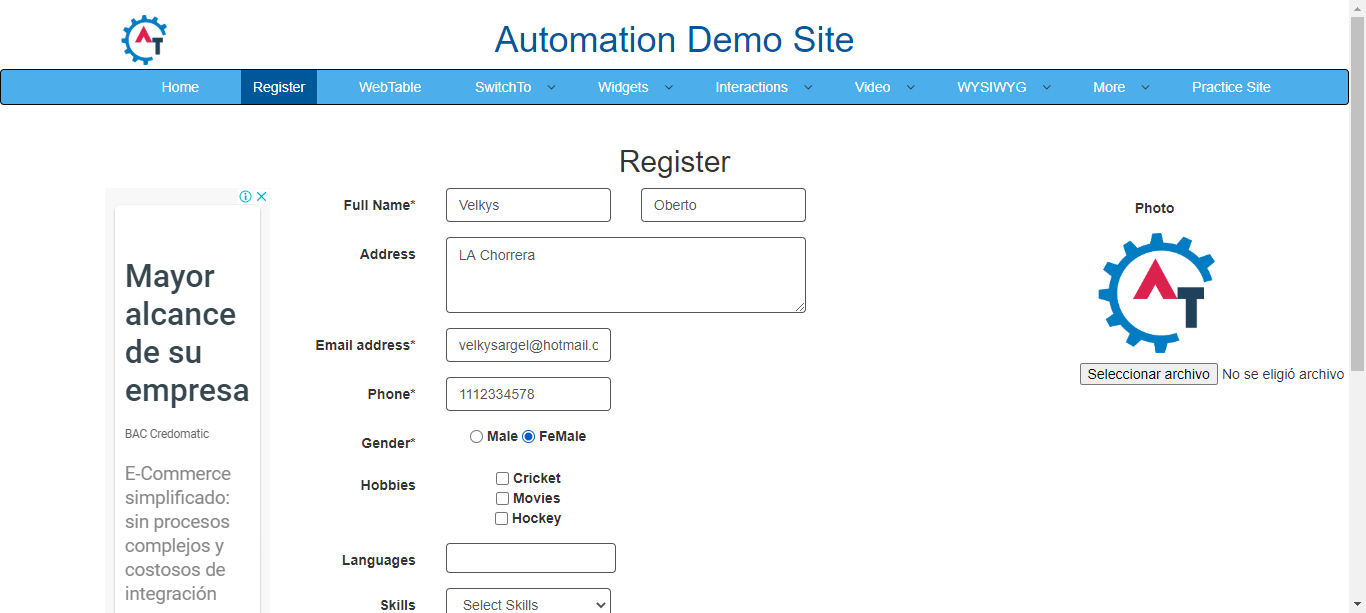 AT
Automation Demo Site
Home Register WebTable SwitchTo Widgets Interactions Video WYSIWYG More Practice Site
Register
Full Name* Velkys Oberto
Photo
Address LA Chorrera
AT
Email address* velkysargel@hotmail.c
Seleccionar archivo No se eligió archivo
Phone* 1112334578
Gender* Male FeMale
Hobbies Cricket
Movies
Hockey
Languages
Skills Select Skills
Mayor
alcance
de su
empresa
BAC Credomatic
E-Commerce
simplificado:
sin procesos
complejos y
costosos de
integración